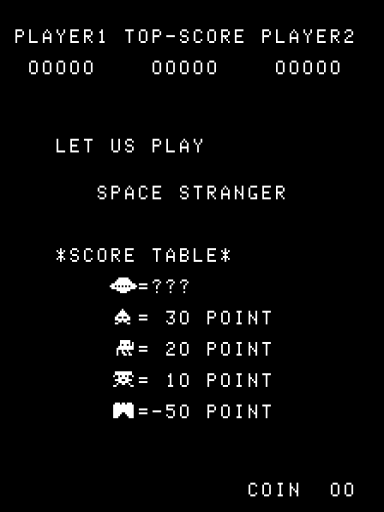 PLAYER1 TOP-SCORE PLAYER2
00000 00000 00000
LET US PLAY
SPACE STRANGER
*SCORE TABLE*
=???
= 30 POINT
= 20 POINT
= 10 POINT
=-50 POINT
COIN 00